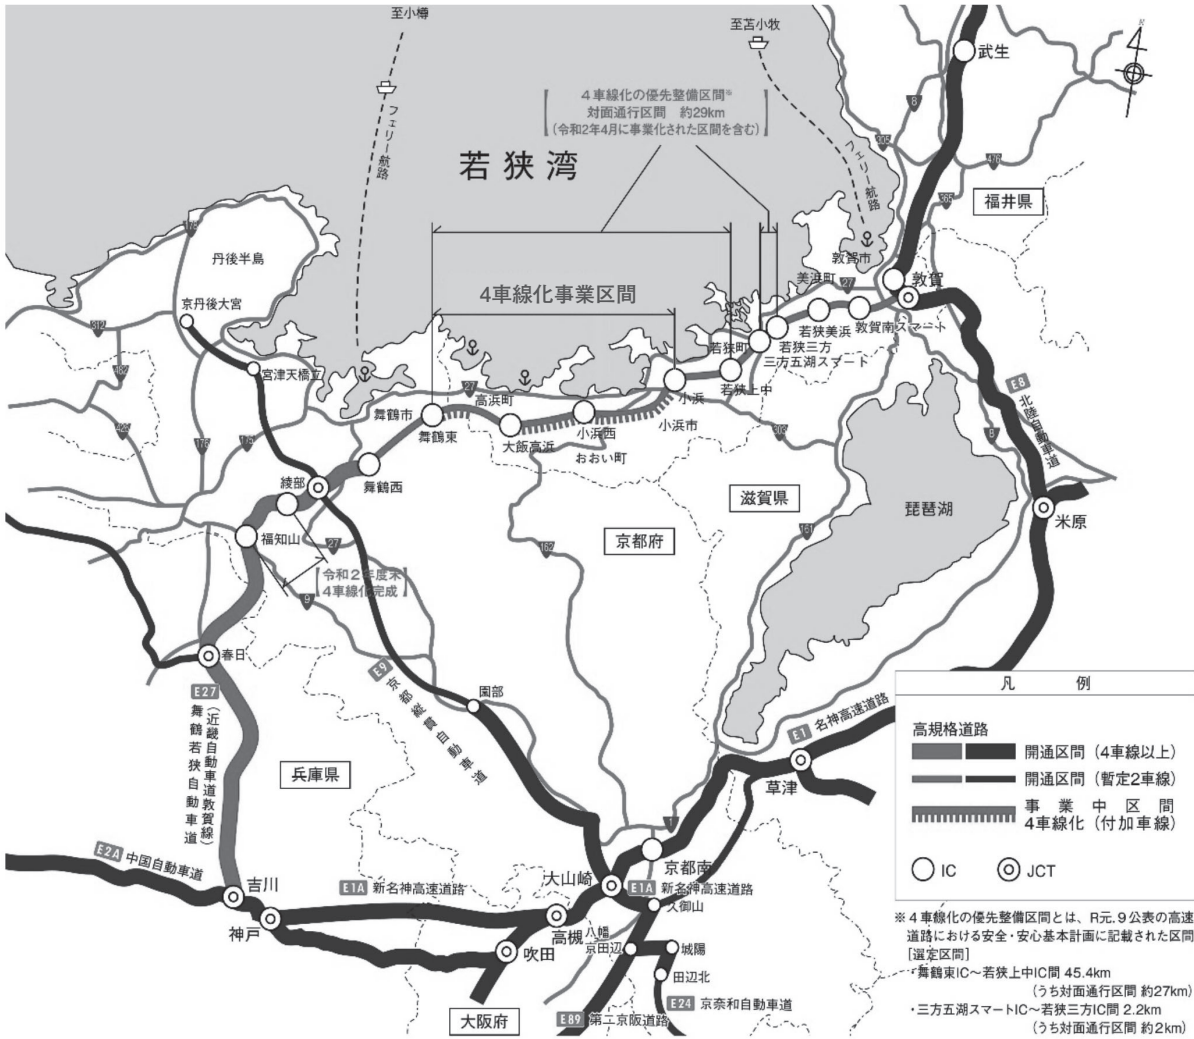 至小樽
至苫小牧
N
武生
4車線化の優先整備区間※
対面通行区間 約29km
(令和2年4月に事業化された区間を含む)
フェリー航路
フェリー航路
若狭湾
8
305
476
365
福井県
178
丹後半島
京丹後大宮
敦賀市
敦賀
美浜町
27
4車線化事業区間
若狭美浜
敦賀南スマート
若狭町
若狭三方
三方五湖スマート
312
482
宮津天橋立
27
高浜町
小浜
若狭上中
E8
北陸自動車道
舞鶴市
舞鶴東
大飯高浜
小浜西
小浜市
おおい町
303
8
426
176
175
綾部
舞鶴西
滋賀県
琵琶湖
米原
福知山
27
京都府
162
161
令和2年度末
4車線化完成
9
春日
E27
舞鶴若狭自動車道
(近畿自動車道敦賀線)
E9
京都縦貫自動車道
園部
兵庫県
E1
名神高速道路
草津
凡 例
高規格道路
開通区間(4車線以上)
開通区間(暫定2車線)
事業中区間
4車線化(付加車線)
IC
JCT
E2A 中国自動車道
吉川
神戸
E1A 新名神高速道路
大山崎
京都南
E1A 新名神高速道路
久御山
高槻
吹田
八幡
京田辺
城陽
田辺北
大阪府
E89 第二京阪道路
E24 京奈和自動車道
※4車線化の優先整備区間とは、R元.9公表の高速
道路における安全・安心基本計画に記載された区間
[選定区間]
・舞鶴東IC～若狭上中IC間 45.4km
(うち対面通行区間 約27km)
・三方五湖スマートIC～若狭三方IC間 2.2km
(うち対面通行区間 約2km)